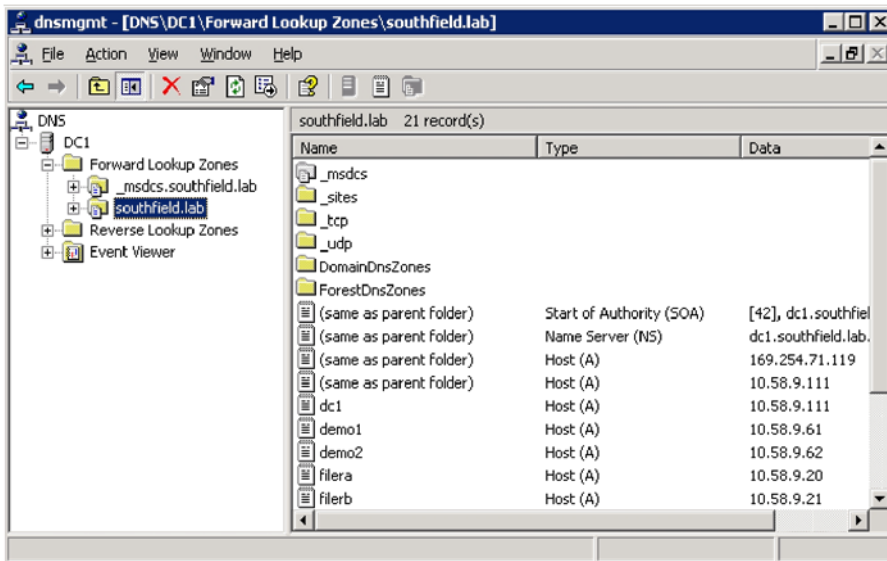 dnsmgmt - [DNS\DC1\Forward Lookup Zones\southfield.lab]
File Action View Window Help
DNS
DC1
Forward Lookup Zones
_msdcs.southfield.lab
southfield.lab
Reverse Lookup Zones
Event Viewer
southfield.lab 21 record(s)
Name Type Data
_msdcs
_sites
_tcp
_udp
DomainDnsZones
ForestDnsZones
(same as parent folder) Start of Authority (SOA) [42], dc1.southfiel
(same as parent folder) Name Server (NS) dc1.southfield.lab.
(same as parent folder) Host (A) 169.254.71.119
(same as parent folder) Host (A) 10.58.9.111
dc1 Host (A) 10.58.9.111
demo1 Host (A) 10.58.9.61
demo2 Host (A) 10.58.9.62
filera Host (A) 10.58.9.20
filerb Host (A) 10.58.9.21